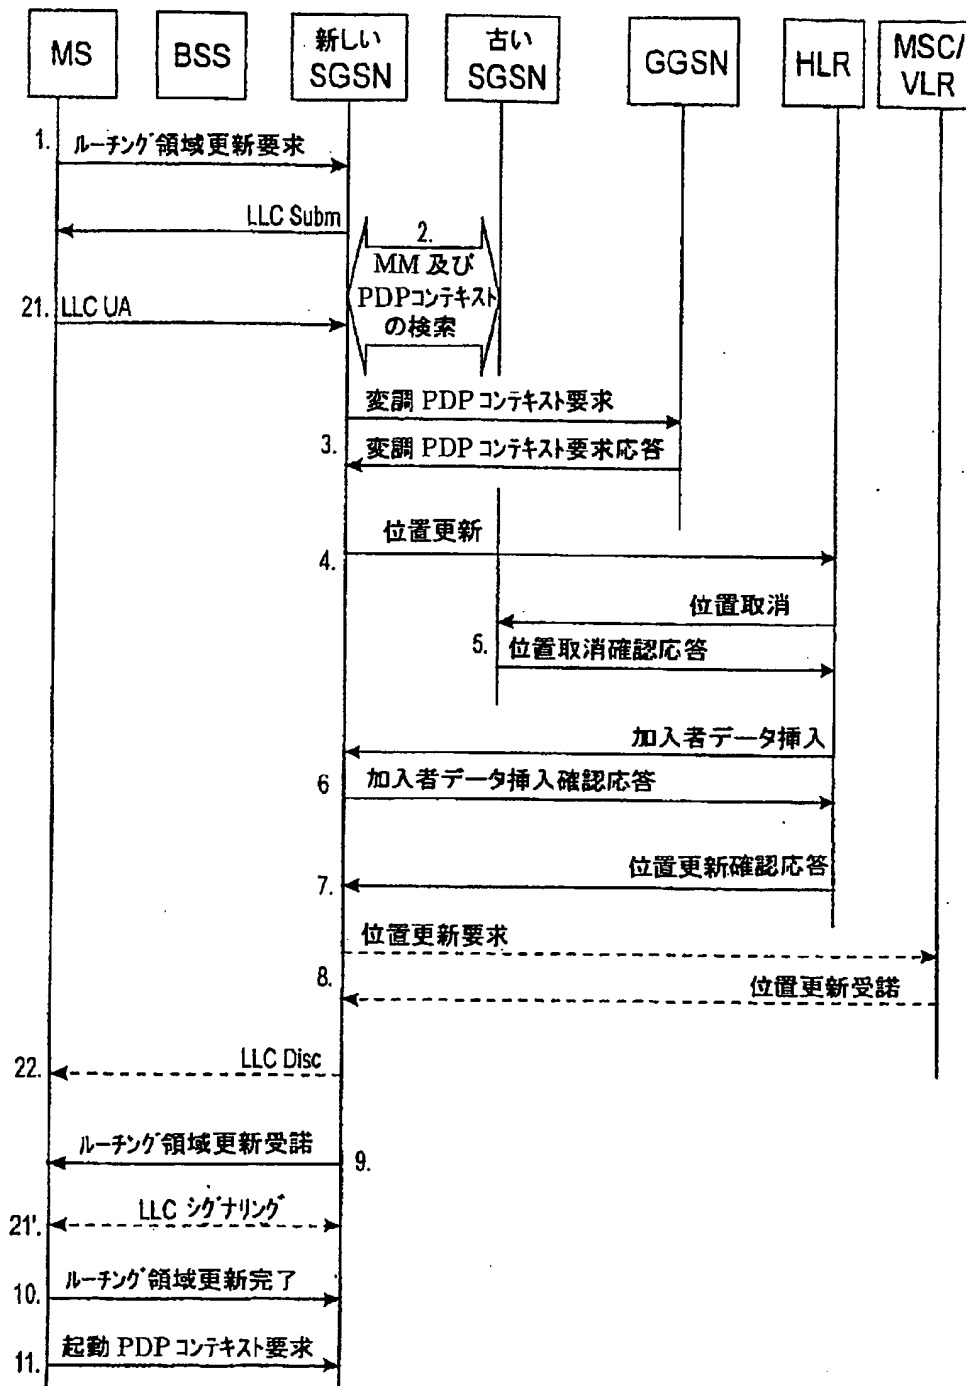 MS
BSS
新しい
SGSN
古い
SGSN
GGSN
HLR
MSC/
VLR
1. ルーチング領域更新要求
LLC Subm
2.
MM 及び
PDPコンテキスト
の検索
21. LLC UA
変調 PDP コンテキスト要求
3. 変調 PDP コンテキスト要求応答
位置更新
4.
位置取消
5. 位置取消確認応答
加入者データ挿入
6 加入者データ挿入確認応答
位置更新確認応答
7.
位置更新要求
8.
位置更新受諾
LLC Disc
22.
ルーチング領域更新受諾
9.
LLC シグナリング
21'.
ルーチング領域更新完了
10.
起動 PDP コンテキスト要求
11.